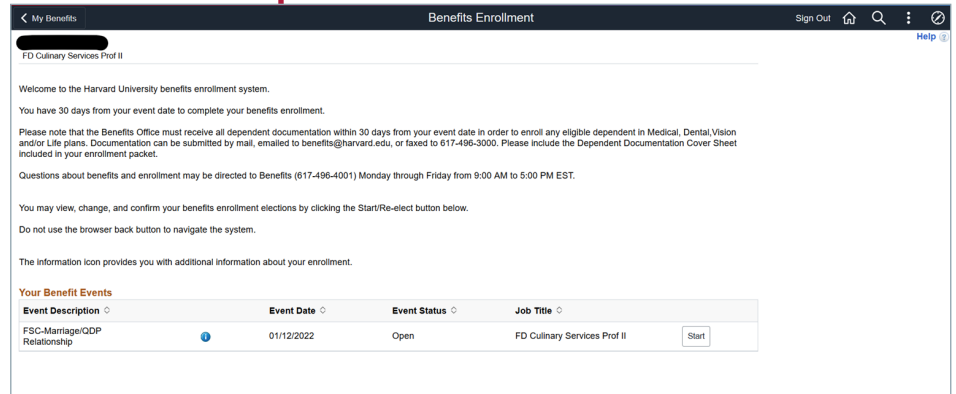 My Benefits
Benefits Enrollment
Sign Out
Help
FD Culinary Services Prof II
Welcome to the Harvard University benefits enrollment system.
You have 30 days from your event date to complete your benefits enrollment.
Please note that the Benefits Office must receive all dependent documentation within 30 days from your event date in order to enroll any eligible dependent in Medical, Dental,Vision
and/or Life plans. Documentation can be submitted by mail, emailed to benefits@harvard.edu, or faxed to 617-496-3000. Please include the Dependent Documentation Cover Sheet
included in your enrollment packet.
Questions about benefits and enrollment may be directed to Benefits (617-496-4001) Monday through Friday from 9:00 AM to 5:00 PM EST.
You may view, change, and confirm your benefits enrollment elections by clicking the Start/Re-elect button below.
Do not use the browser back button to navigate the system.
The information icon provides you with additional information about your enrollment.
Your Benefit Events
Event Description Event Date Event Status Job Title
FSC-Marriage/QDP
Relationship
01/12/2022 Open FD Culinary Services Prof II Start